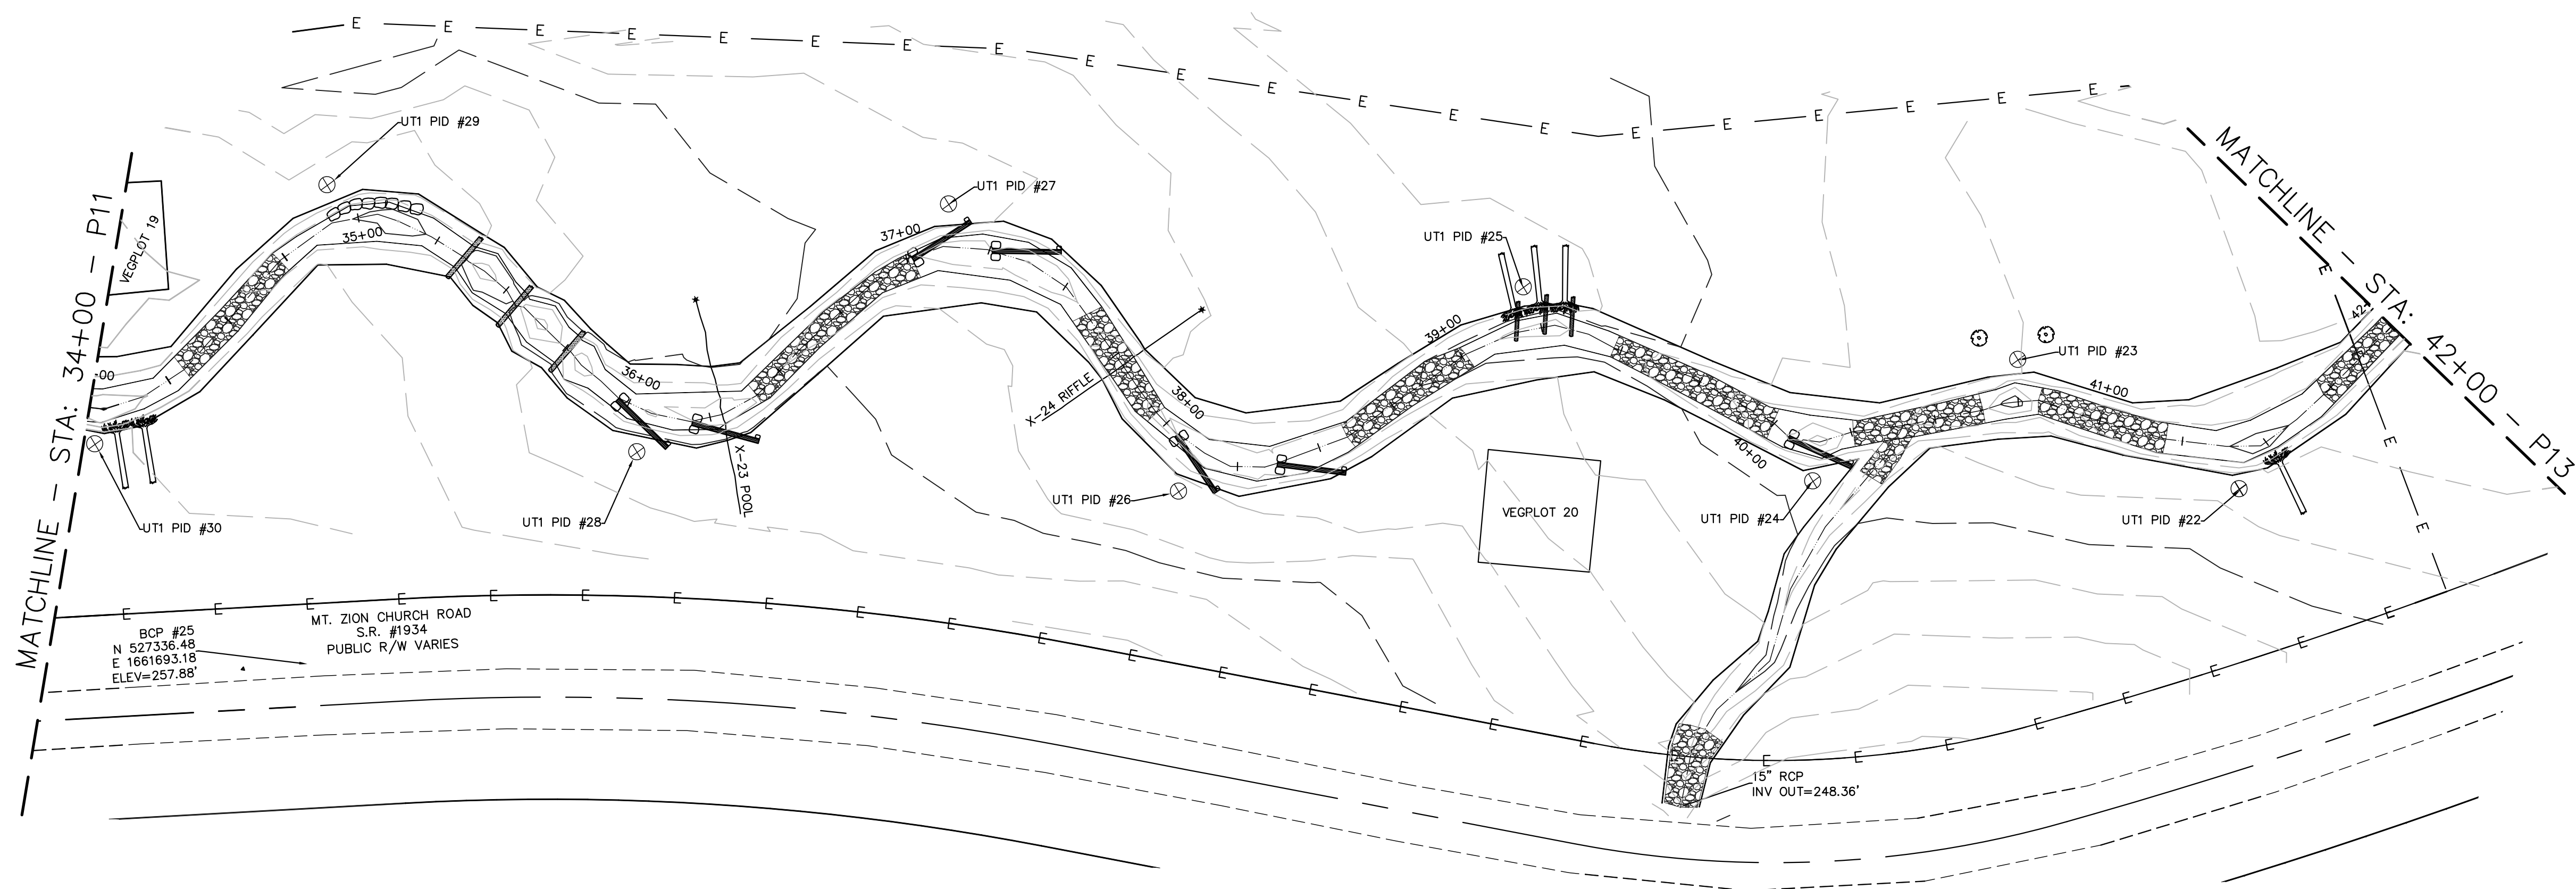 MATCHLINE - STA: 34+00 - P11
VEGPLOT 19
UT1 PID #29
35+00
00
UT1 PID #30
36+00
UT1 PID #28
X-23 POOL
37+00
UT1 PID #27
X-24 RIFFLE
38+00
UT1 PID #26
39+00
UT1 PID #25
VEGPLOT 20
40+00
UT1 PID #24
UT1 PID #23
41+00
UT1 PID #22
42+
MATCHLINE - STA: 42+00 - P13
BCP #25
N 527336.48
E 1661693.18
ELEV=257.88'
MT. ZION CHURCH ROAD
S.R. #1934
PUBLIC R/W VARIES
15" RCP
INV OUT=248.36'
E E E E E E E E E E E E E E E E E E E E
E E E
E E E E E E E E E E E E E E E E E E E E E E E E E E